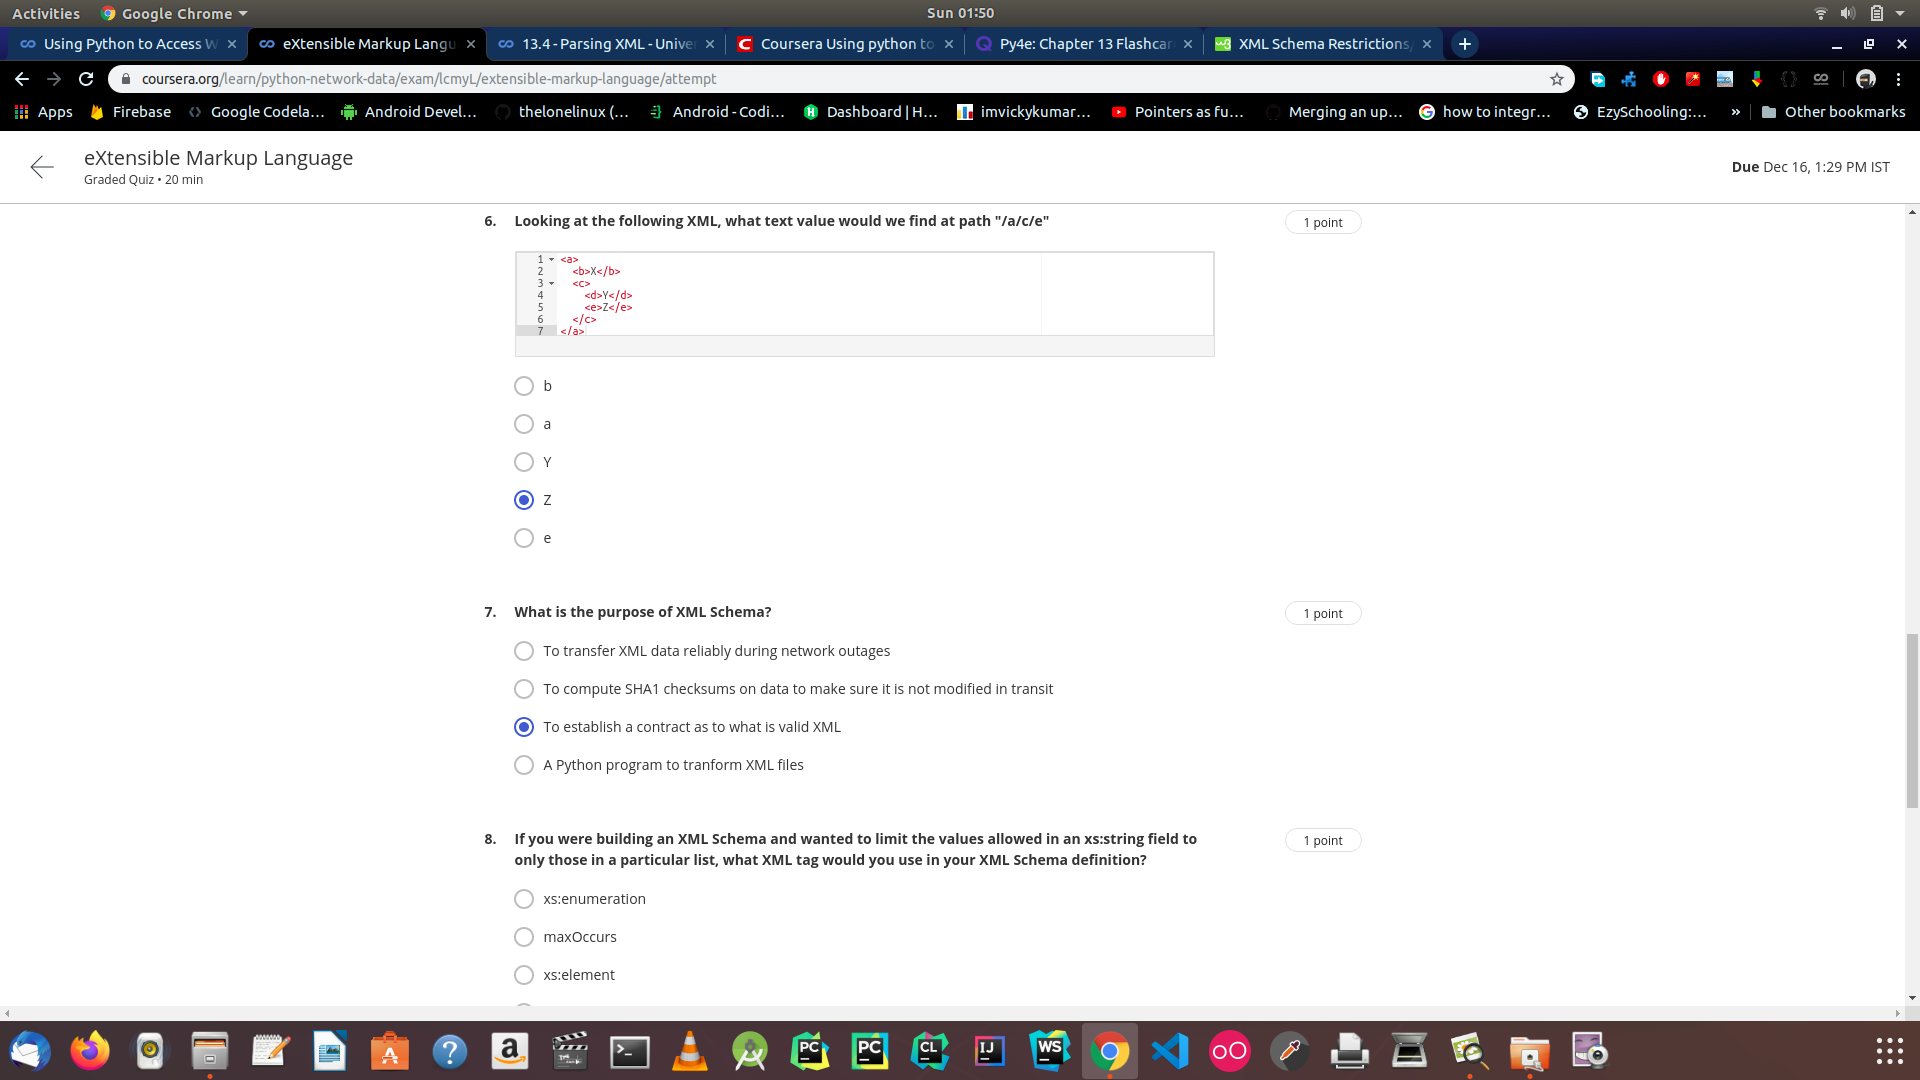 Activities Google Chrome Sun 01:50
Using Python to Access W eXtensible Markup Langu 13.4 - Parsing XML - Unive Coursera Using python to Py4e: Chapter 13 Flashcar XML Schema Restrictions
coursera.org/learn/python-network-data/exam/lcmyL/extensible-markup-language/attempt
Apps Firebase Google Codela... Android Devel... thelonelinux (... Android - Codi... Dashboard | H... imvickykumar... Pointers as fu... Merging an up... how to integr... EzySchooling:... » Other bookmarks
eXtensible Markup Language
Graded Quiz • 20 min
Due Dec 16, 1:29 PM IST
6. Looking at the following XML, what text value would we find at path "/a/c/e"
1 point
1 <a>
2 <b>X</b>
3 <c>
4 <d>Y</d>
5 <e>Z</e>
6 </c>
7 </a>
b
a
Y
Z
e
7. What is the purpose of XML Schema?
1 point
To transfer XML data reliably during network outages
To compute SHA1 checksums on data to make sure it is not modified in transit
To establish a contract as to what is valid XML
A Python program to tranform XML files
8. If you were building an XML Schema and wanted to limit the values allowed in an xs:string field to
only those in a particular list, what XML tag would you use in your XML Schema definition?
1 point
xs:enumeration
maxOccurs
xs:element